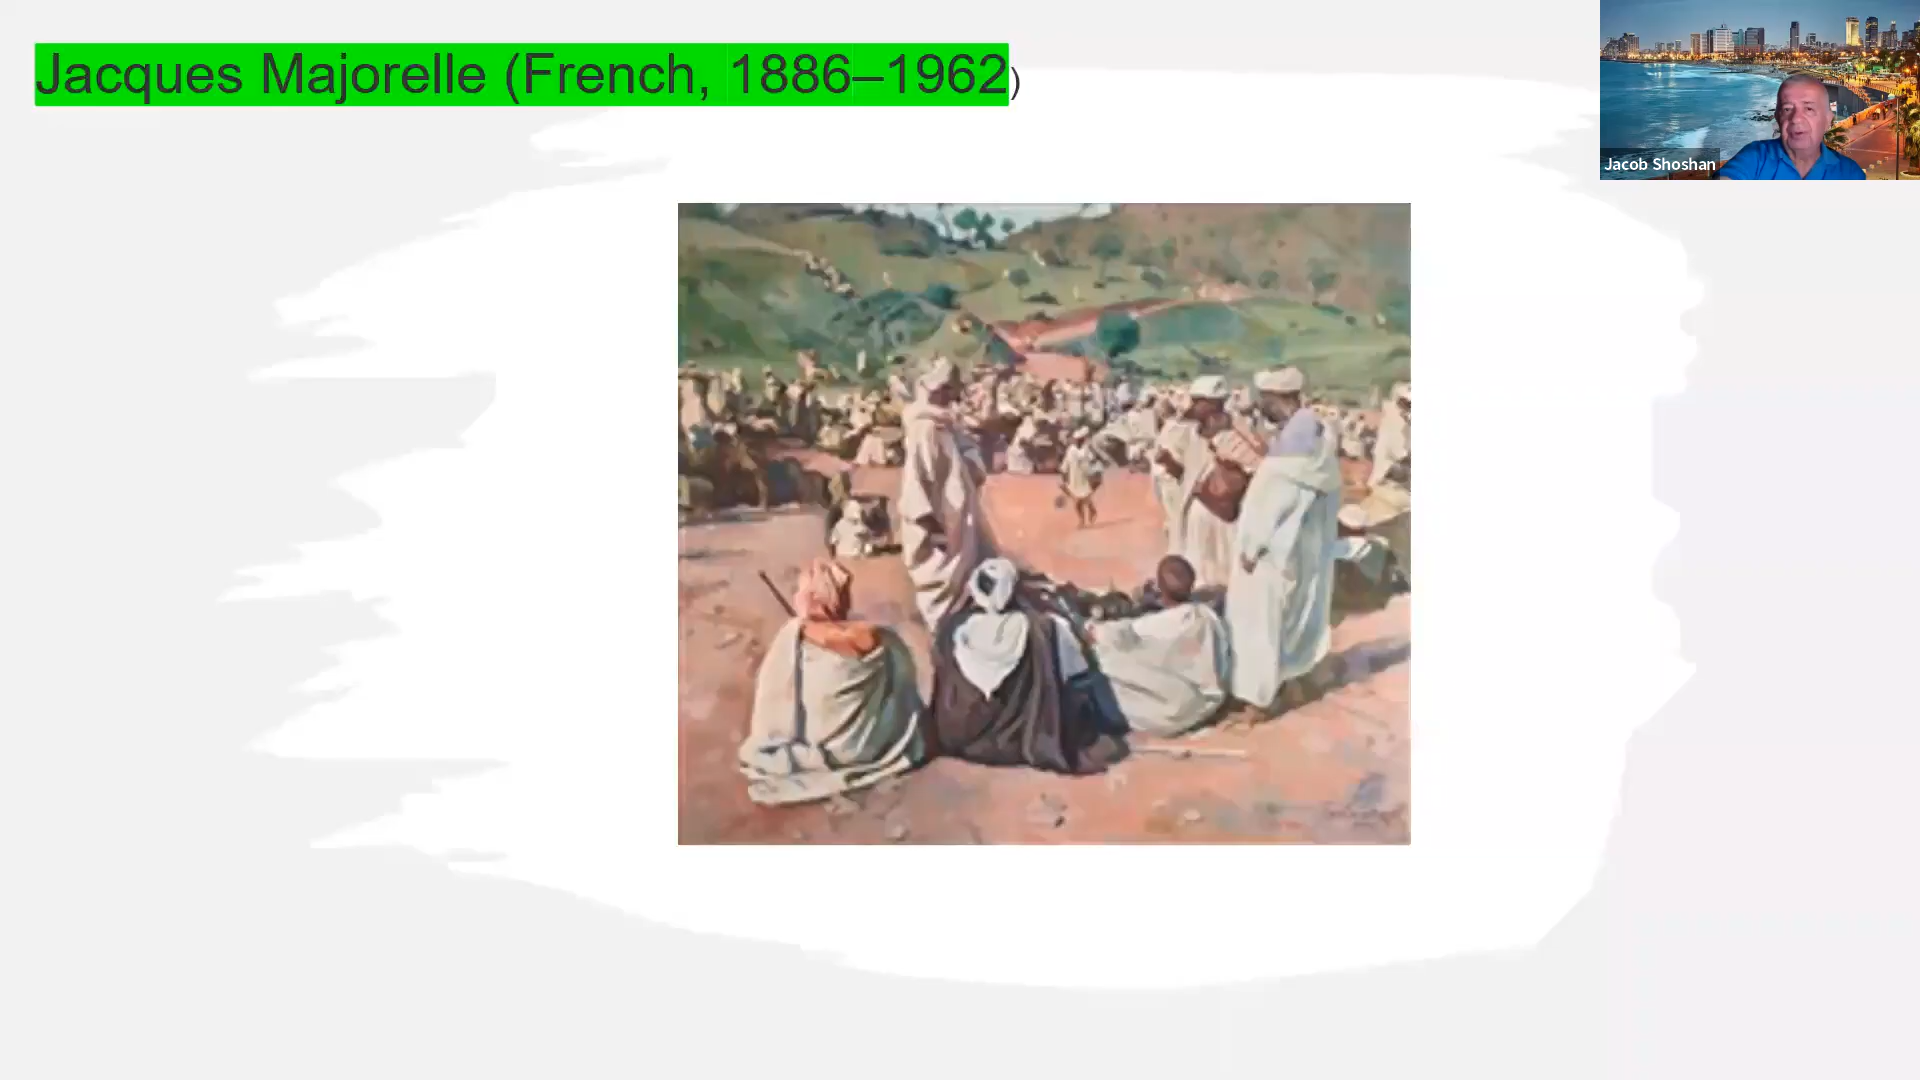 Jacques Majorelle (French, 1886–1962)
Jacob Shoshan